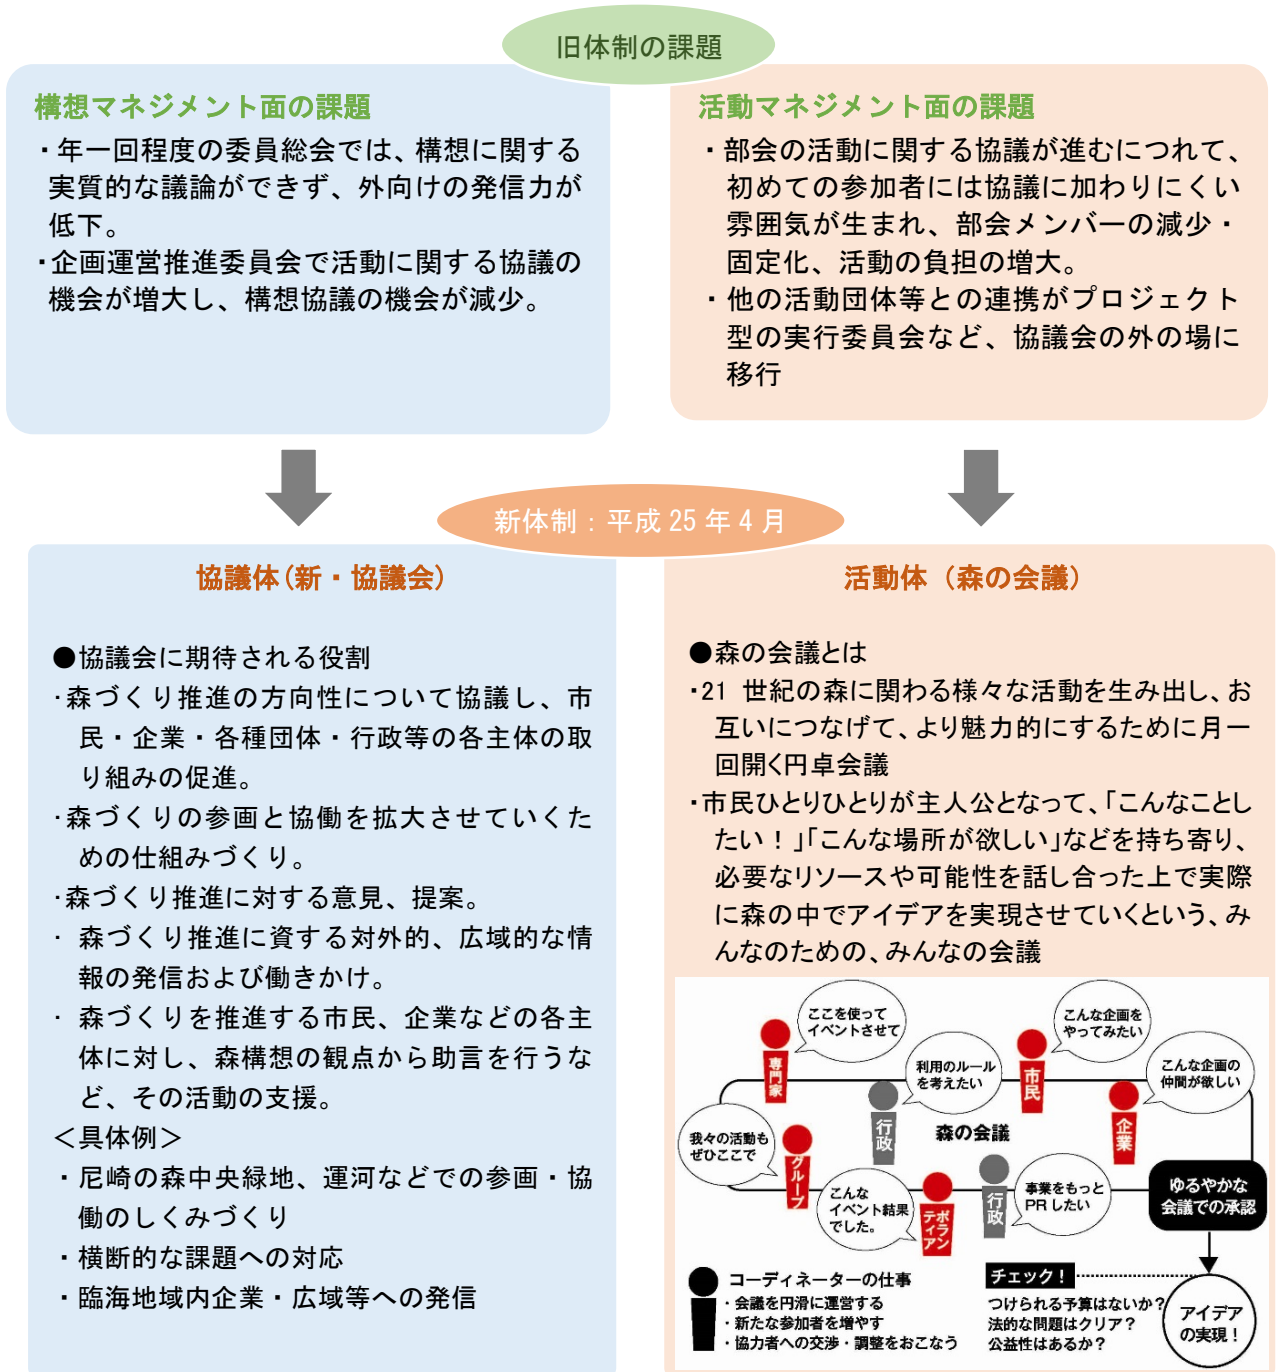 旧体制の課題
構想マネジメント面の課題
・年一回程度の委員総会では、構想に関する
実質的な議論ができず、外向けの発信力が
低下。
・企画運営推進委員会で活動に関する協議の
機会が増大し、構想協議の機会が減少。
活動マネジメント面の課題
・部会の活動に関する協議が進むにつれて、
初めての参加者には協議に加わりにくい
雰囲気が生まれ、部会メンバーの減少・
固定化、活動の負担の増大。
・他の活動団体等との連携がプロジェクト
型の実行委員会など、協議会の外の場に
移行
新体制：平成 25 年 4 月
協議体(新・協議会)
●協議会に期待される役割
・森づくり推進の方向性について協議し、市
民・企業・各種団体・行政等の各主体の取
り組みの促進。
・森づくりの参画と協働を拡大させていくた
めの仕組みづくり。
・森づくり推進に対する意見、提案。
・ 森づくり推進に資する対外的、広域的な情
報の発信および働きかけ。
・ 森づくりを推進する市民、企業などの各主
体に対し、森構想の観点から助言を行うな
ど、その活動の支援。
＜具体例＞
・尼崎の森中央緑地、運河などでの参画・協
働のしくみづくり
・横断的な課題への対応
・臨海地域内企業・広域等への発信
活動体（森の会議）
●森の会議とは
・21 世紀の森に関わる様々な活動を生み出し、お
互いにつなげて、より魅力的にするために月一
回開く円卓会議
・市民ひとりひとりが主人公となって、「こんなことし
たい！」「こんな場所が欲しい」などを持ち寄り、
必要なリソースや可能性を話し合った上で実際
に森の中でアイデアを実現させていくという、み
んなのための、みんなの会議
ここを使って
イベントさせて
専門家
利用のルール
を考えたい
行政
こんな企画を
やってみたい
市民
こんな企画の
仲間が欲しい
企業
森の会議
我々の活動も
ぜひここで
グループ
こんな
イベント結果
でした。
ボラン
ティア
行政
事業をもっと
PR したい
ゆるやかな
会議での承認
コーディネーターの仕事
・会議を円滑に運営する
・新たな参加者を増やす
・協力者への交渉・調整をおこなう
チェック！
つけられる予算はないか？
法的な問題はクリア？
公益性はあるか？
アイデア
の実現！